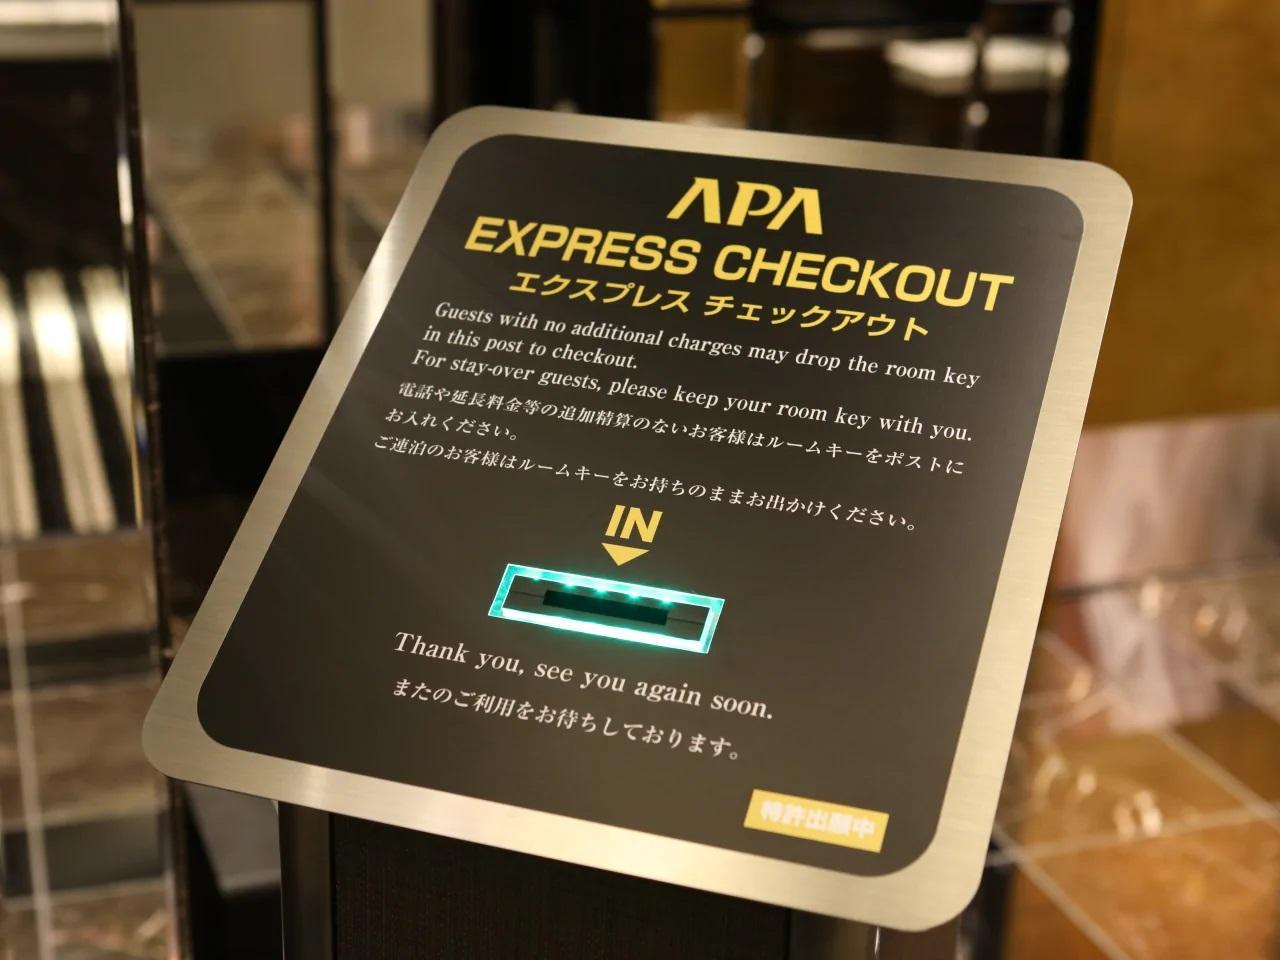 APA
EXPRESS CHECKOUT
エクスプレス チェックアウト
Guests with no additional charges may drop the room key
in this post to checkout.
For stay-over guests, please keep your room key with you.
電話や延長料金等の追加精算のないお客様はルームキーをポストに
お入れください。
ご連泊のお客様はルームキーをお持ちのままお出かけください。
IN
Thank you, see you again soon.
またのご利用をお待ちしております。
特許出願中